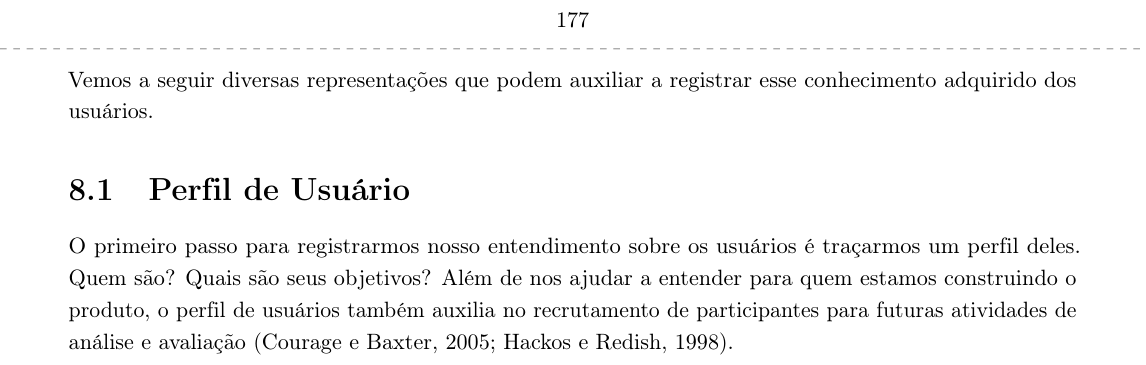 177
Vemos a seguir diversas representações que podem auxiliar a registrar esse conhecimento adquirido dos
usuários.
8.1 Perfil de Usuário
O primeiro passo para registrarmos nosso entendimento sobre os usuários é traçarmos um perfil deles.
Quem são? Quais são seus objetivos? Além de nos ajudar a entender para quem estamos construindo o
produto, o perfil de usuários também auxilia no recrutamento de participantes para futuras atividades de
análise e avaliação (Courage e Baxter, 2005; Hackos e Redish, 1998).